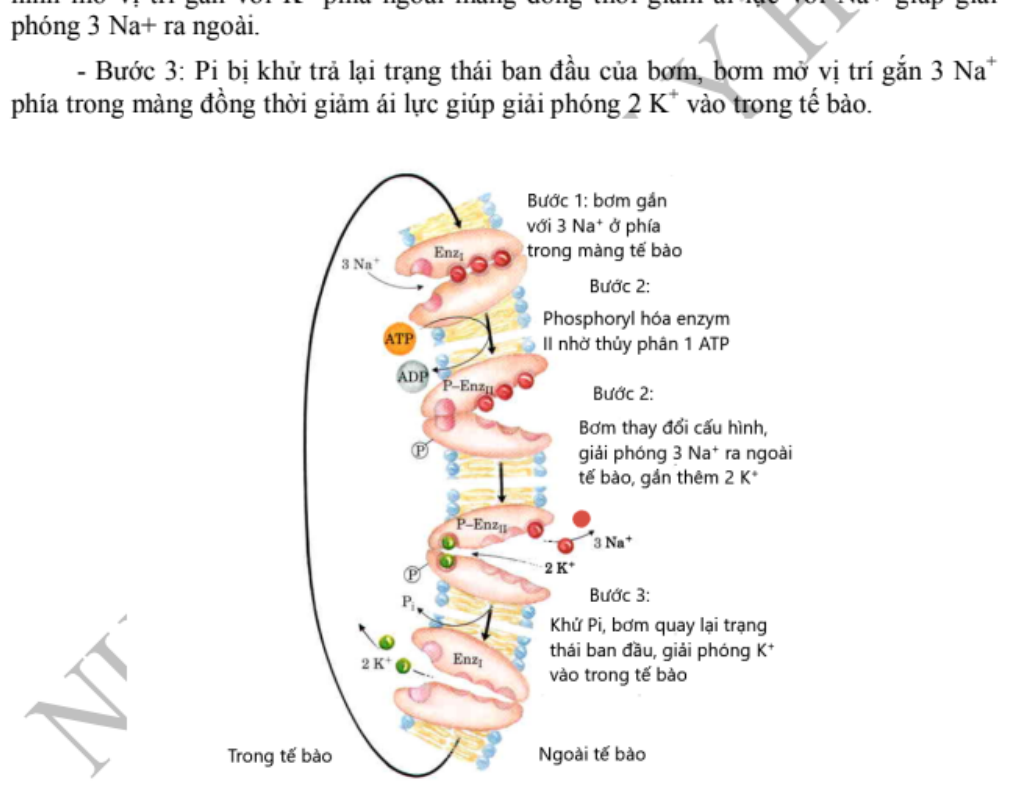 phóng 3 Na+ ra ngoài.
- Bước 3: Pi bị khử trả lại trạng thái ban đầu của bơm, bơm mở vị trí gắn 3 Na⁺
phía trong màng đồng thời giảm ái lực giúp giải phóng 2 K⁺ vào trong tế bào.
Bước 1: bơm gắn
với 3 Na⁺ ở phía
trong màng tế bào
Enz_I
3 Na⁺
Bước 2:
Phosphoryl hóa enzym
II nhờ thủy phân 1 ATP
ATP
ADP
P–Enz_II
P
Bước 2:
Bơm thay đổi cấu hình,
giải phóng 3 Na⁺ ra ngoài
tế bào, gắn thêm 2 K⁺
P–Enz_II
3 Na⁺
2 K⁺
P
P_i
Bước 3:
Khử Pi, bơm quay lại trạng
thái ban đầu, giải phóng K⁺
vào trong tế bào
2 K⁺
Enz_I
Trong tế bào
Ngoài tế bào